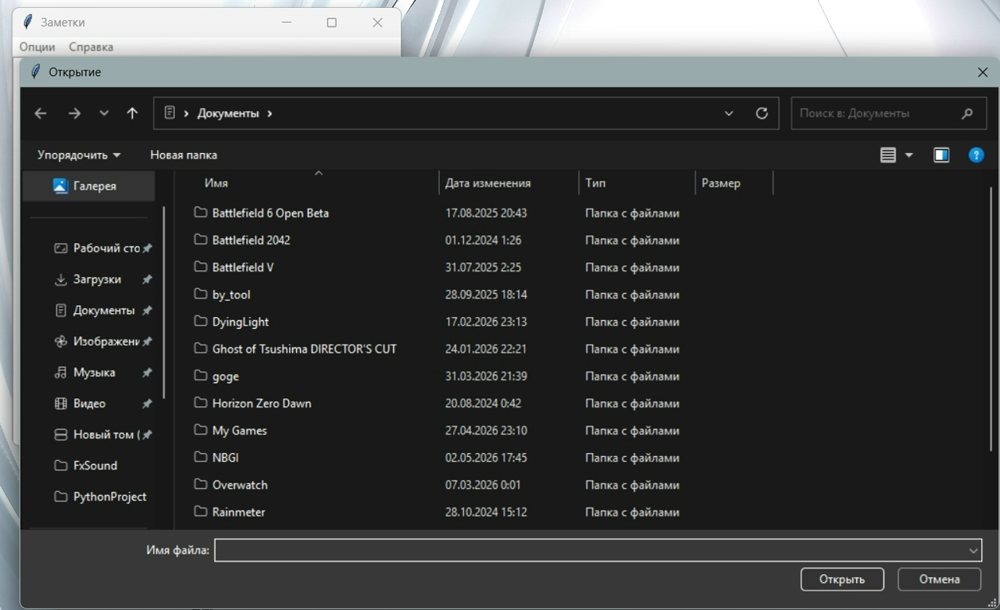 Заметки
Опции Справка
Открытие
Документы
Поиск в: Документы
Упорядочить Новая папка
Галерея
Рабочий сто
Загрузки
Документы
Изображени
Музыка
Видео
Новый том (
FxSound
PythonProject
Имя Дата изменения Тип Размер
Battlefield 6 Open Beta 17.08.2025 20:43 Папка с файлами
Battlefield 2042 01.12.2024 1:26 Папка с файлами
Battlefield V 31.07.2025 2:25 Папка с файлами
by_tool 28.09.2025 18:14 Папка с файлами
DyingLight 17.02.2026 23:13 Папка с файлами
Ghost of Tsushima DIRECTOR'S CUT 24.01.2026 22:21 Папка с файлами
goge 31.03.2026 21:39 Папка с файлами
Horizon Zero Dawn 20.08.2024 0:42 Папка с файлами
My Games 27.04.2026 23:10 Папка с файлами
NBGI 02.05.2026 17:45 Папка с файлами
Overwatch 07.03.2026 0:01 Папка с файлами
Rainmeter 28.10.2024 15:12 Папка с файлами
Имя файла:
Открыть Отмена